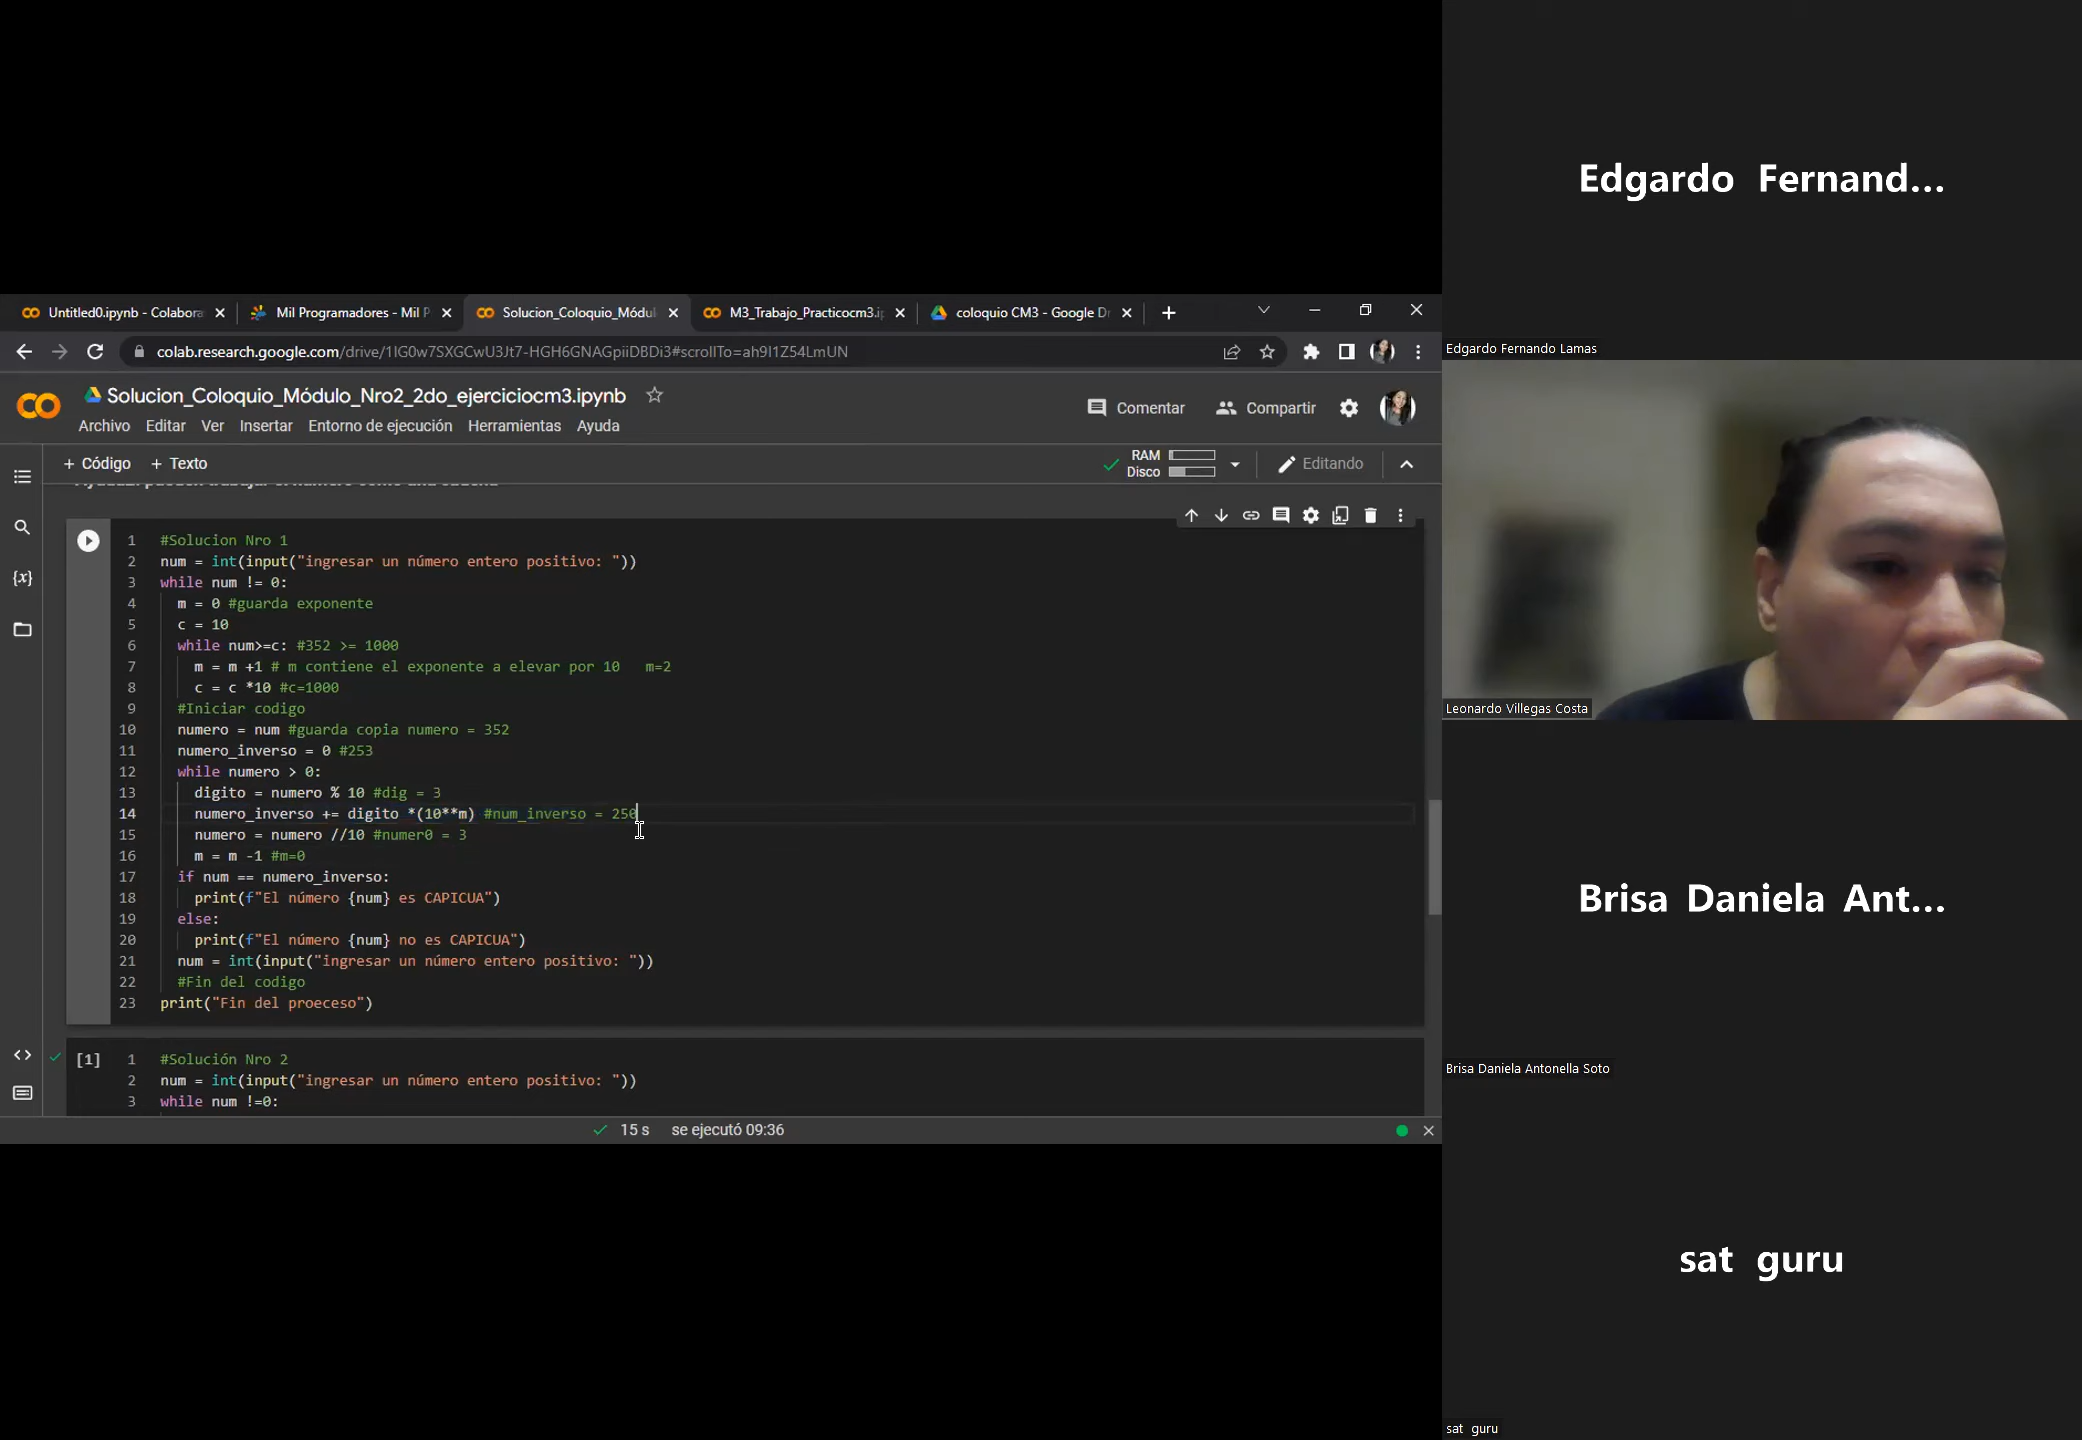 Untitled0.ipynb - Colabora
Mil Programadores - Mil P
Solucion_Coloquio_Módul
M3_Trabajo_Practicocm3.i
coloquio CM3 - Google D
colab.research.google.com/drive/1IG0w7SXGCwU3Jt7-HGH6GNAGpiiDBDi3#scrollTo=ah9I1Z54LmUN
Solucion_Coloquio_Módulo_Nro2_2do_ejerciciocm3.ipynb
Comentar
Compartir
Archivo Editar Ver Insertar Entorno de ejecución Herramientas Ayuda
+ Código + Texto
RAM
Disco
Editando
1 #Solucion Nro 1
2 num = int(input("ingresar un número entero positivo: "))
3 while num != 0:
4 m = 0 #guarda exponente
5 c = 10
6 while num>=c: #352 >= 1000
7 m = m +1 # m contiene el exponente a elevar por 10 m=2
8 c = c *10 #c=1000
9 #Iniciar codigo
10 numero = num #guarda copia numero = 352
11 numero_inverso = 0 #253
12 while numero > 0:
13 digito = numero % 10 #dig = 3
14 numero_inverso += digito *(10**m) #num_inverso = 250
15 numero = numero //10 #numer0 = 3
16 m = m -1 #m=0
17 if num == numero_inverso:
18 print(f"El número {num} es CAPICUA")
19 else:
20 print(f"El número {num} no es CAPICUA")
21 num = int(input("ingresar un número entero positivo: "))
22 #Fin del codigo
23 print("Fin del proeceso")
[1] 1 #Solución Nro 2
2 num = int(input("ingresar un número entero positivo: "))
3 while num !=0:
15 s se ejecutó 09:36
Edgardo Fernand...
Edgardo Fernando Lamas
Leonardo Villegas Costa
Brisa Daniela Ant...
Brisa Daniela Antonella Soto
sat guru
sat guru